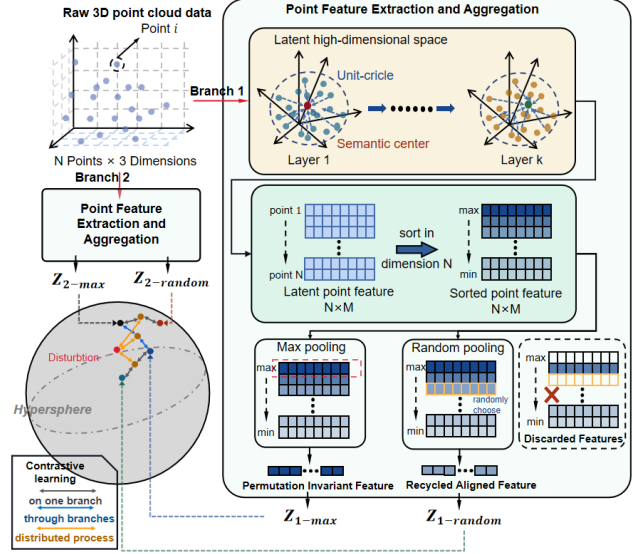 Raw 3D point cloud data
Point i
N Points × 3 Dimensions
Branch 1
Branch 2
Point Feature
Extraction and
Aggregation
Z2-max
Z2-random
Disturbtion
Hypersphere
Contrastive
learning
on one branch
through branches
distributed process
Point Feature Extraction and Aggregation
Latent high-dimensional space
Unit-cricle
Semantic center
Layer 1
Layer k
point 1
point N
Latent point feature
N×M
sort in
dimension N
max
min
Sorted point feature
N×M
Max pooling
max
min
Permutation Invariant Feature
Z1-max
Random pooling
max
randomly
choose
min
Recycled Aligned Feature
Z1-random
max
min
Discarded Features